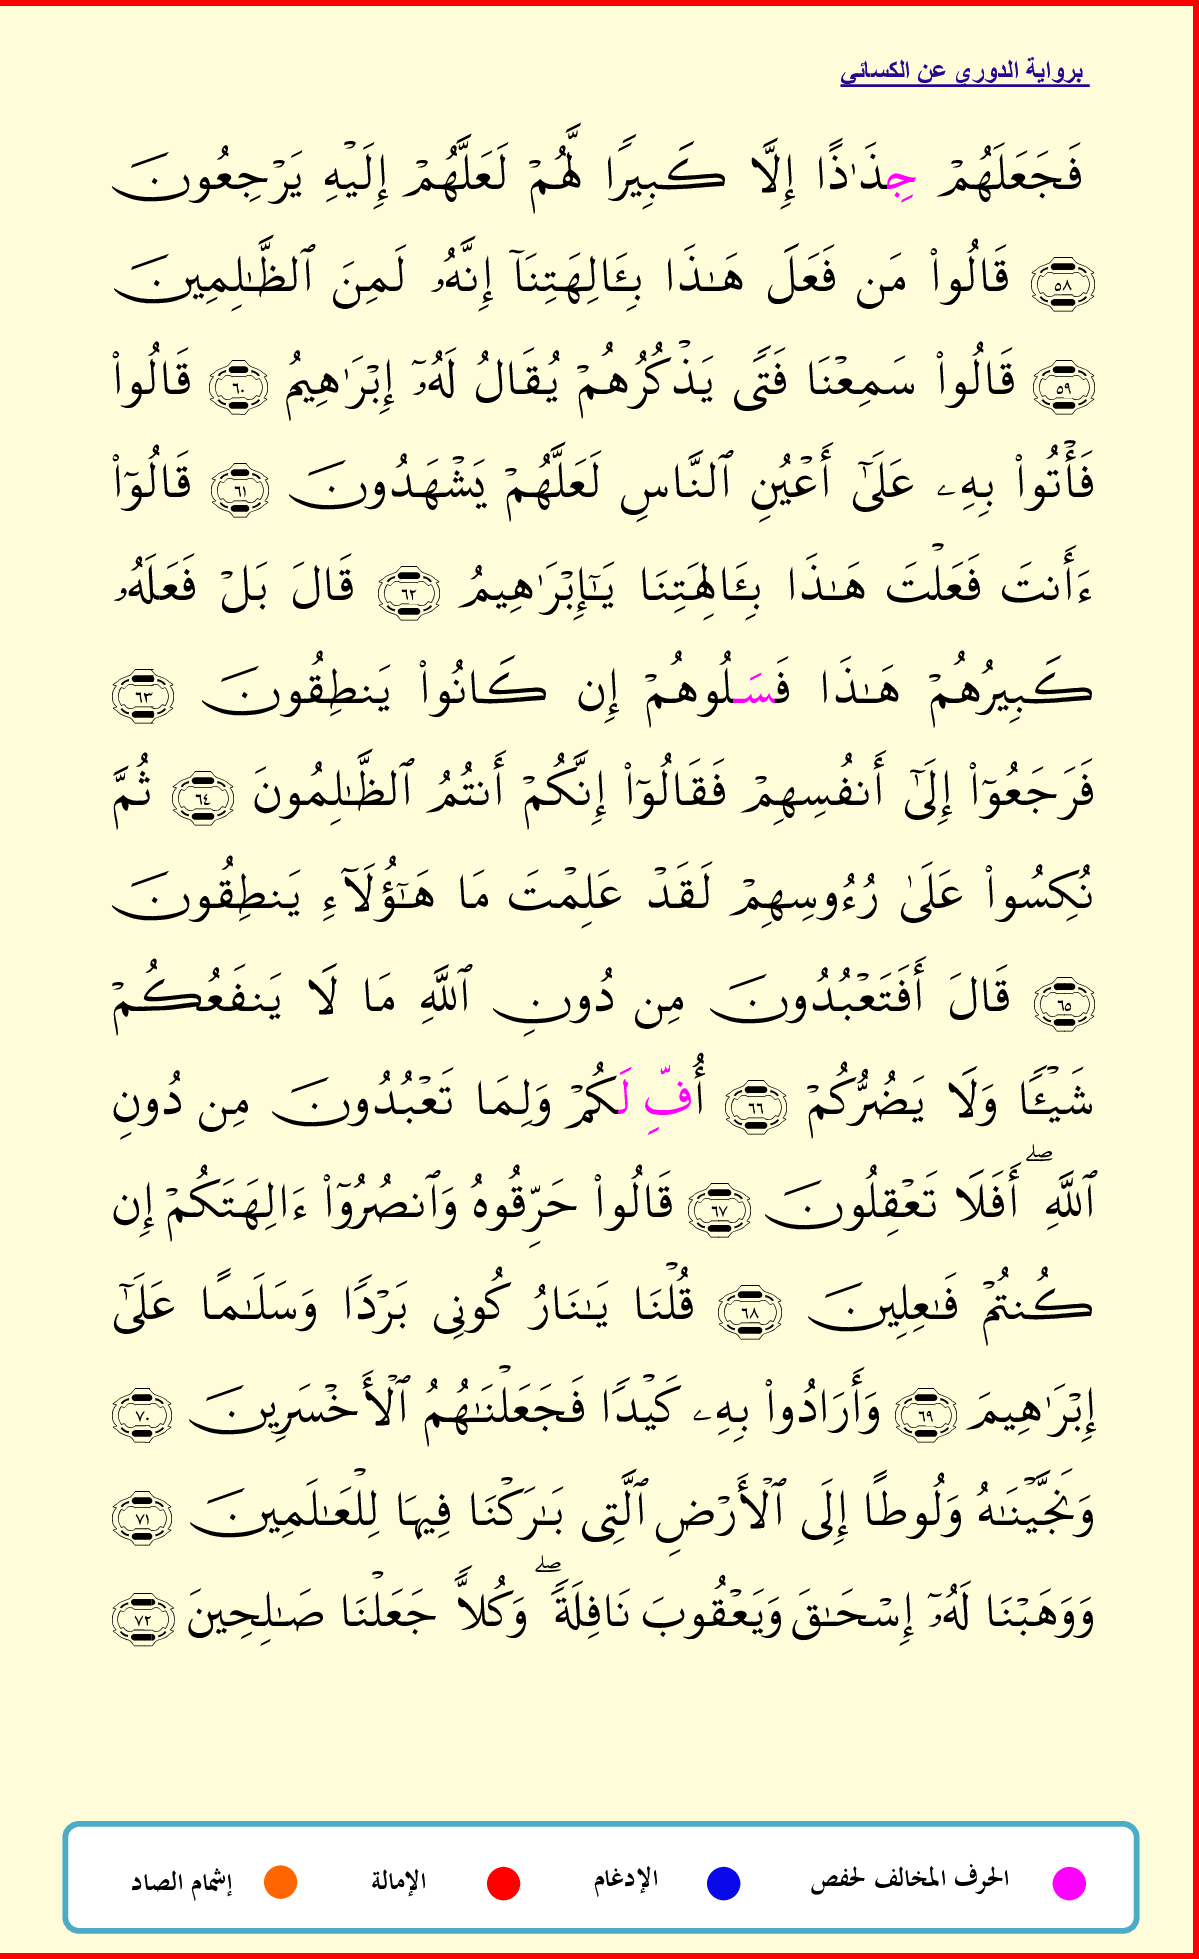 برواية الدوري عن الكسائي
فَجَعَلَهُمْ جِذَٰذًا إِلَّا كَبِيرًا لَّهُمْ لَعَلَّهُمْ إِلَيْهِ يَرْجِعُونَ
٥٨ قَالُوا۟ مَن فَعَلَ هَـٰذَا بِـَٔالِهَتِنَآ إِنَّهُۥ لَمِنَ ٱلظَّـٰلِمِينَ
٥٩ قَالُوا۟ سَمِعْنَا فَتًى يَذْكُرُهُمْ يُقَالُ لَهُۥٓ إِبْرَٰهِيمُ ٦٠ قَالُوا۟
فَأْتُوا۟ بِهِۦ عَلَىٰٓ أَعْيُنِ ٱلنَّاسِ لَعَلَّهُمْ يَشْهَدُونَ ٦١ قَالُوٓا۟
ءَأَنتَ فَعَلْتَ هَـٰذَا بِـَٔالِهَتِنَا يَـٰٓإِبْرَٰهِيمُ ٦٢ قَالَ بَلْ فَعَلَهُۥ
كَبِيرُهُمْ هَـٰذَا فَسَـلُوهُمْ إِن كَانُوا۟ يَنطِقُونَ ٦٣
فَرَجَعُوٓا۟ إِلَىٰٓ أَنفُسِهِمْ فَقَالُوٓا۟ إِنَّكُمْ أَنتُمُ ٱلظَّـٰلِمُونَ ٦٤ ثُمَّ
نُكِسُوا۟ عَلَىٰ رُءُوسِهِمْ لَقَدْ عَلِمْتَ مَا هَـٰٓؤُلَآءِ يَنطِقُونَ
٦٥ قَالَ أَفَتَعْبُدُونَ مِن دُونِ ٱللَّهِ مَا لَا يَنفَعُكُمْ
شَيْـًٔا وَلَا يَضُرُّكُمْ ٦٦ أُفِّ لَكُمْ وَلِمَا تَعْبُدُونَ مِن دُونِ
ٱللَّهِ ۖ أَفَلَا تَعْقِلُونَ ٦٧ قَالُوا۟ حَرِّقُوهُ وَٱنصُرُوٓا۟ ءَالِهَتَكُمْ إِن
كُنتُمْ فَـٰعِلِينَ ٦٨ قُلْنَا يَـٰنَارُ كُونِى بَرْدًا وَسَلَـٰمًا عَلَىٰٓ
إِبْرَٰهِيمَ ٦٩ وَأَرَادُوا۟ بِهِۦ كَيْدًا فَجَعَلْنَـٰهُمُ ٱلْأَخْسَرِينَ ٧٠
وَنَجَّيْنَـٰهُ وَلُوطًا إِلَى ٱلْأَرْضِ ٱلَّتِى بَـٰرَكْنَا فِيهَا لِلْعَـٰلَمِينَ ٧١
وَوَهَبْنَا لَهُۥٓ إِسْحَـٰقَ وَيَعْقُوبَ نَافِلَةً ۖ وَكُلاًّ جَعَلْنَا صَـٰلِحِينَ ٧٢
الحرف المخالف لحفص الإدغام الإمالة إشمام الصاد